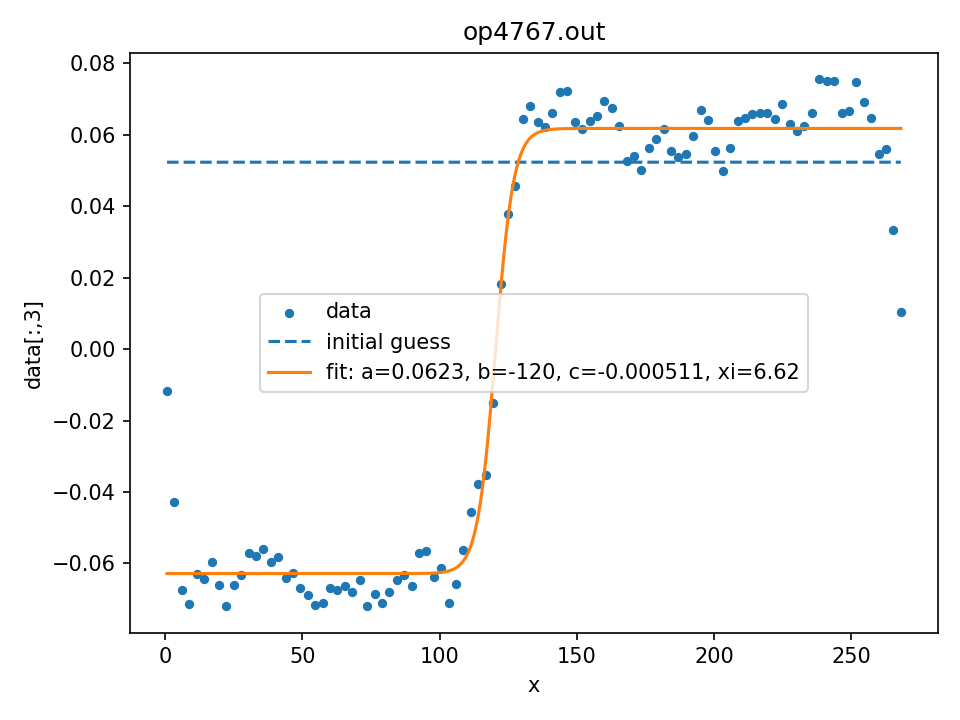 op4767.out
0.08
0.06
0.04
0.02
0.00
−0.02
−0.04
−0.06
data[:,3]
data
initial guess
fit: a=0.0623, b=-120, c=-0.000511, xi=6.62
0 50 100 150 200 250
x